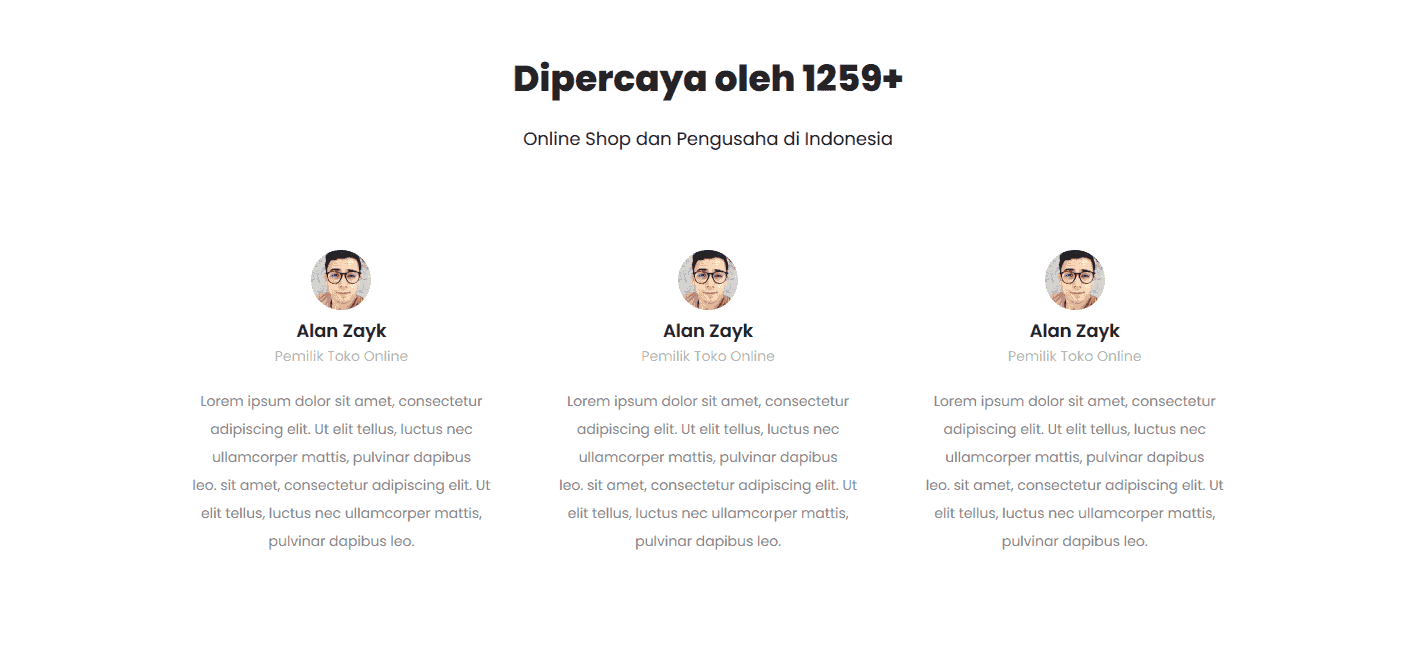 Dipercaya oleh 1259+
Online Shop dan Pengusaha di Indonesia
Alan Zayk
Pemilik Toko Online
Lorem ipsum dolor sit amet, consectetur
adipiscing elit. Ut elit tellus, luctus nec
ullamcorper mattis, pulvinar dapibus
leo. sit amet, consectetur adipiscing elit. Ut
elit tellus, luctus nec ullamcorper mattis,
pulvinar dapibus leo.
Alan Zayk
Pemilik Toko Online
Lorem ipsum dolor sit amet, consectetur
adipiscing elit. Ut elit tellus, luctus nec
ullamcorper mattis, pulvinar dapibus
leo. sit amet, consectetur adipiscing elit. Ut
elit tellus, luctus nec ullamcorper mattis,
pulvinar dapibus leo.
Alan Zayk
Pemilik Toko Online
Lorem ipsum dolor sit amet, consectetur
adipiscing elit. Ut elit tellus, luctus nec
ullamcorper mattis, pulvinar dapibus
leo. sit amet, consectetur adipiscing elit. Ut
elit tellus, luctus nec ullamcorper mattis,
pulvinar dapibus leo.